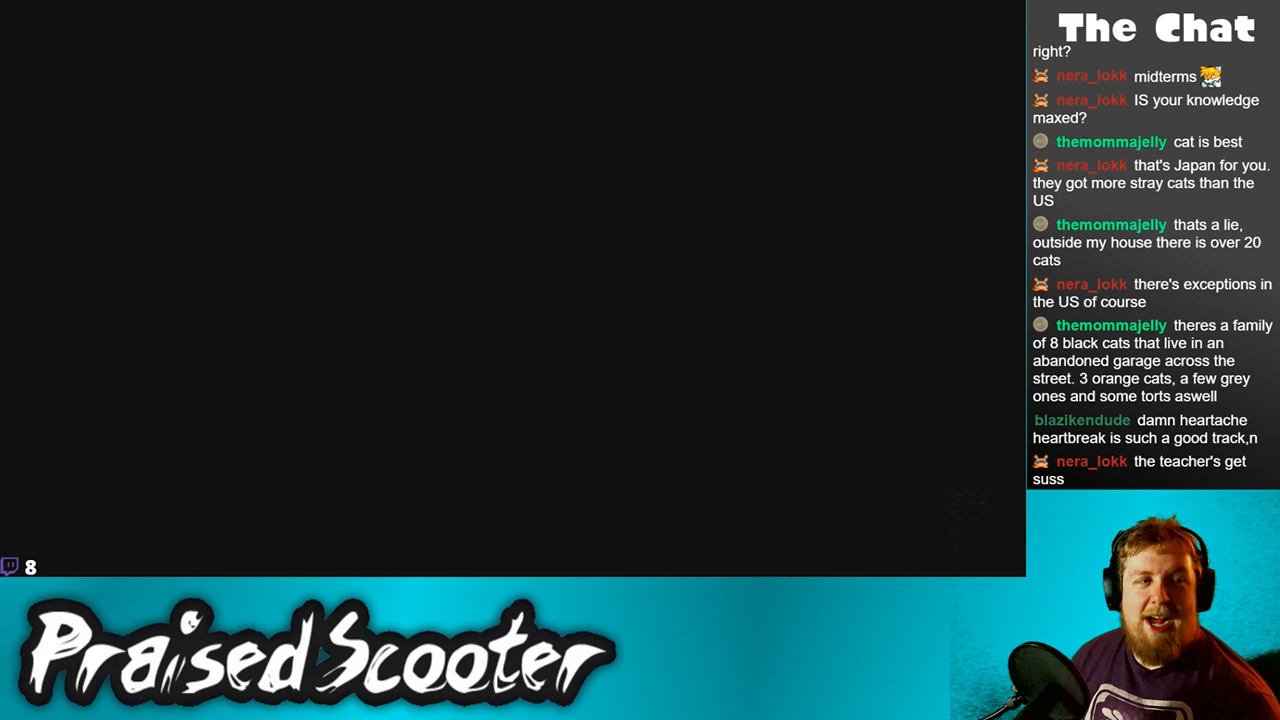 The Chat
right?
nera_lokk midterms
nera_lokk IS your knowledge
maxed?
themommajelly cat is best
nera_lokk that's Japan for you.
they got more stray cats than the
US
themommajelly thats a lie,
outside my house there is over 20
cats
nera_lokk there's exceptions in
the US of course
themommajelly theres a family
of 8 black cats that live in an
abandoned garage across the
street. 3 orange cats, a few grey
ones and some torts aswell
blazikendude damn heartache
heartbreak is such a good track,n
nera_lokk the teacher's get
suss
8
PraisedScooter